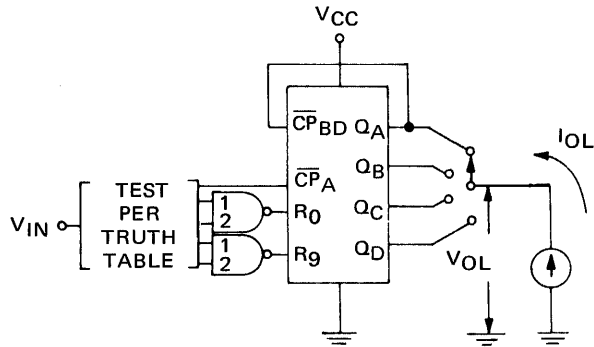 VCC
CPBD QA
IOL
QB
TEST
CPA
1
PER
2
R0
QC
VIN
TRUTH
1
TABLE
2
R9
QD
VOL